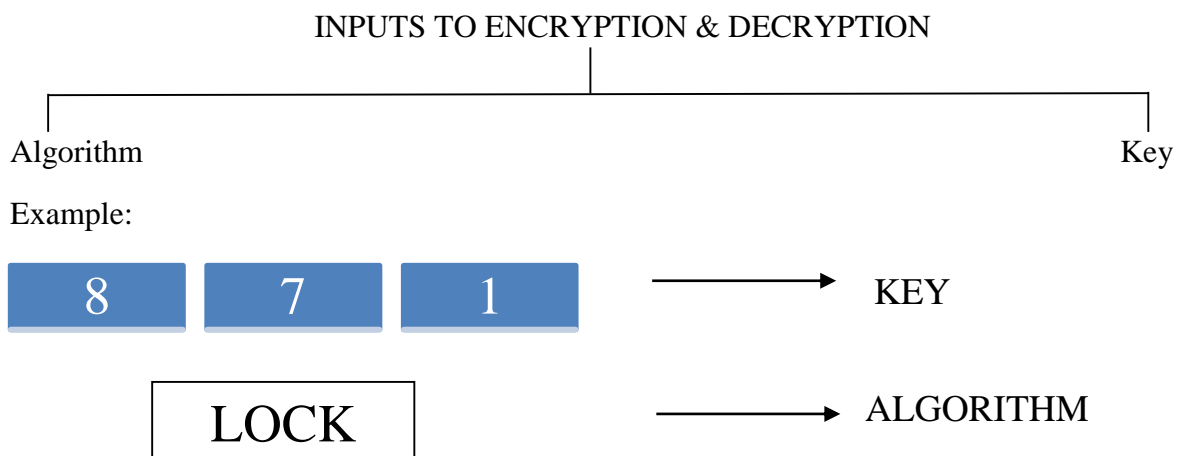 INPUTS TO ENCRYPTION & DECRYPTION
Algorithm Key
Example:
8 7 1 KEY
LOCK ALGORITHM